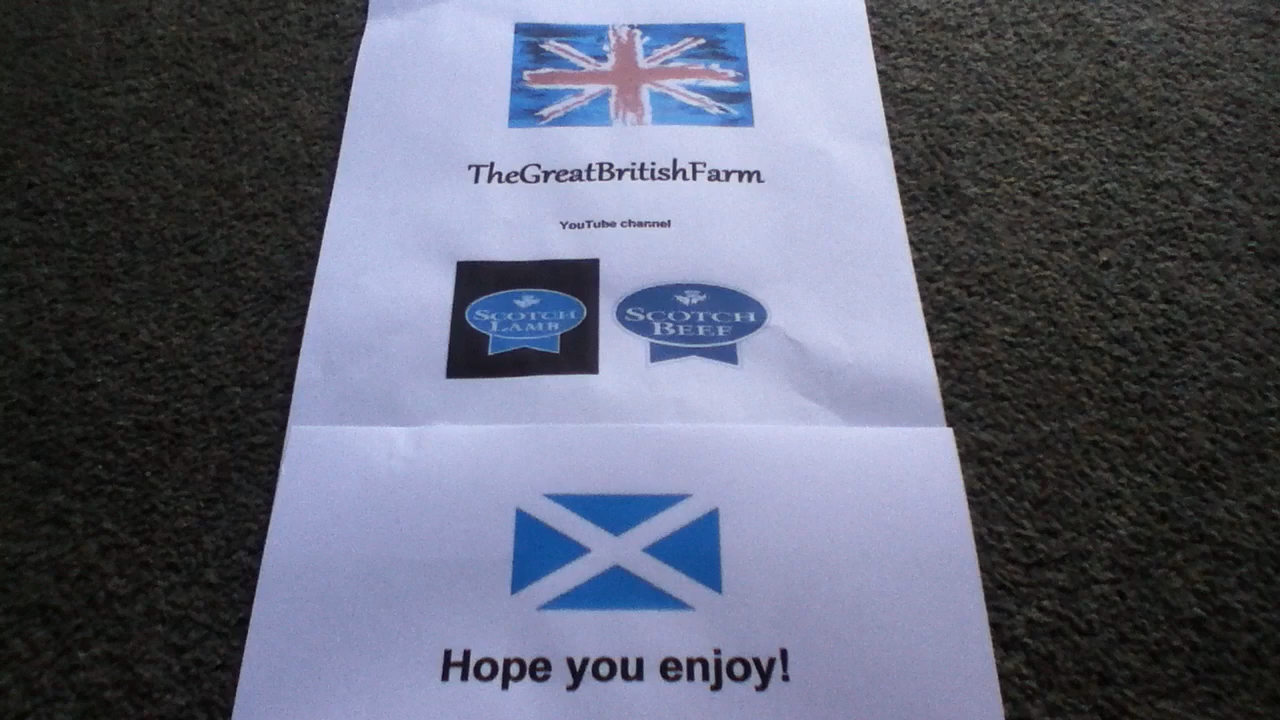 TheGreatBritishFarm
YouTube channel
SCOTCH
LAMB
SCOTCH
BEEF
Hope you enjoy!